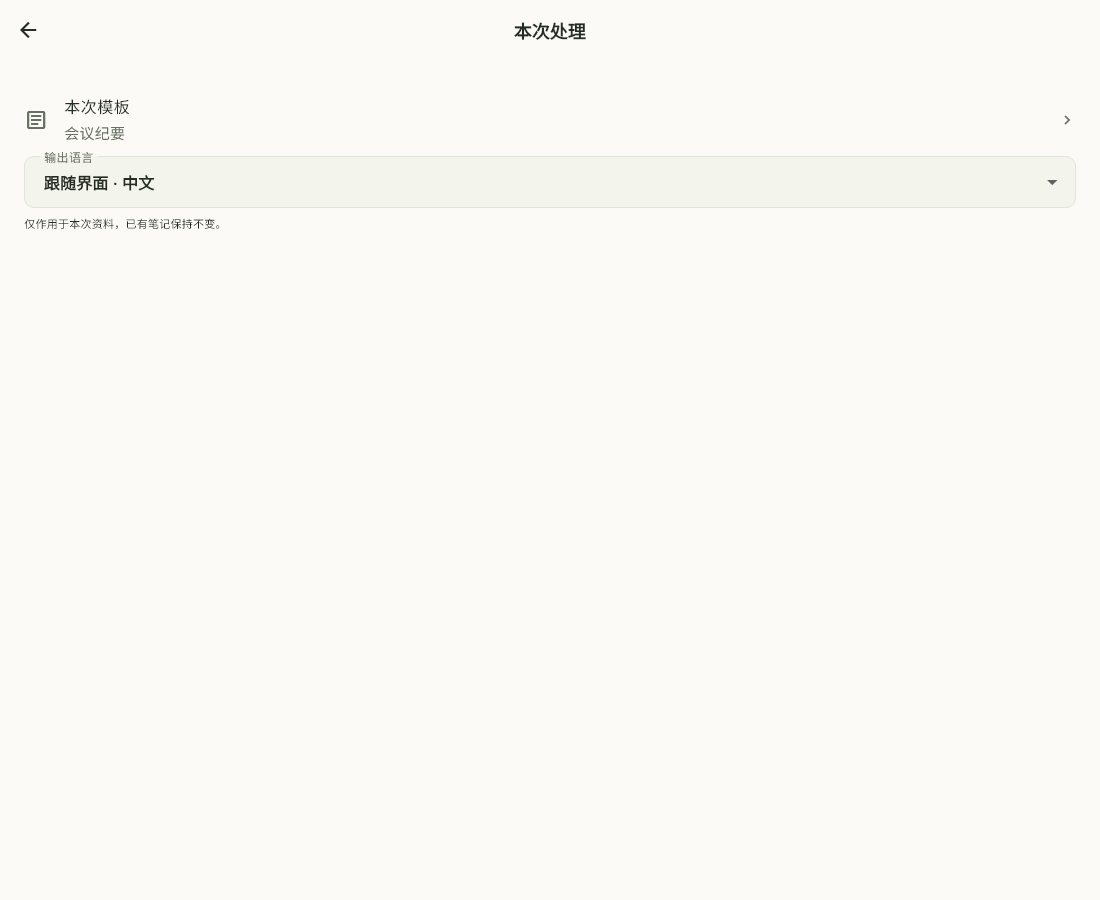 本次处理
本次模板
会议纪要
输出语言
跟随界面 · 中文
仅作用于本次资料，已有笔记保持不变。